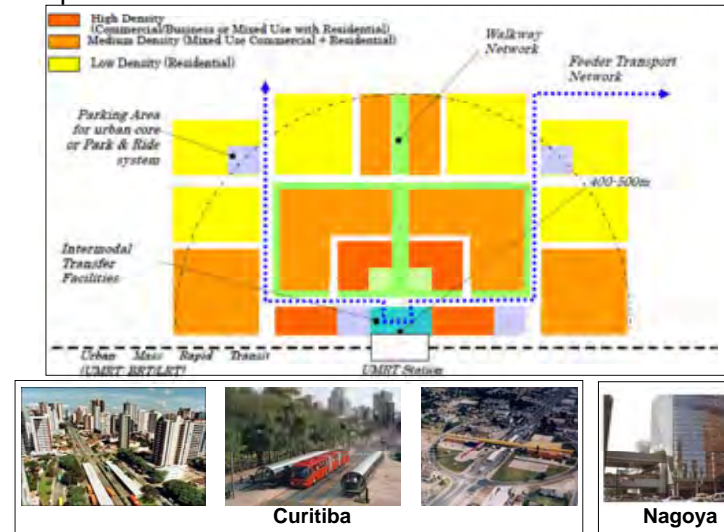 High Density
(Commercial/Business or Mixed Use with Residential)
Medium Density (Mixed Use Commercial + Residential)
Low Density (Residential)
Walkway
Network
Feeder Transport
Network
Parking Area
for urban core
or Park & Ride
system
400-500m
Intermodal
Transfer
Facilities
Urban Mass Rapid Transit
(UMRT BRT/LRT)
UMRT Station
Curitiba
Nagoya